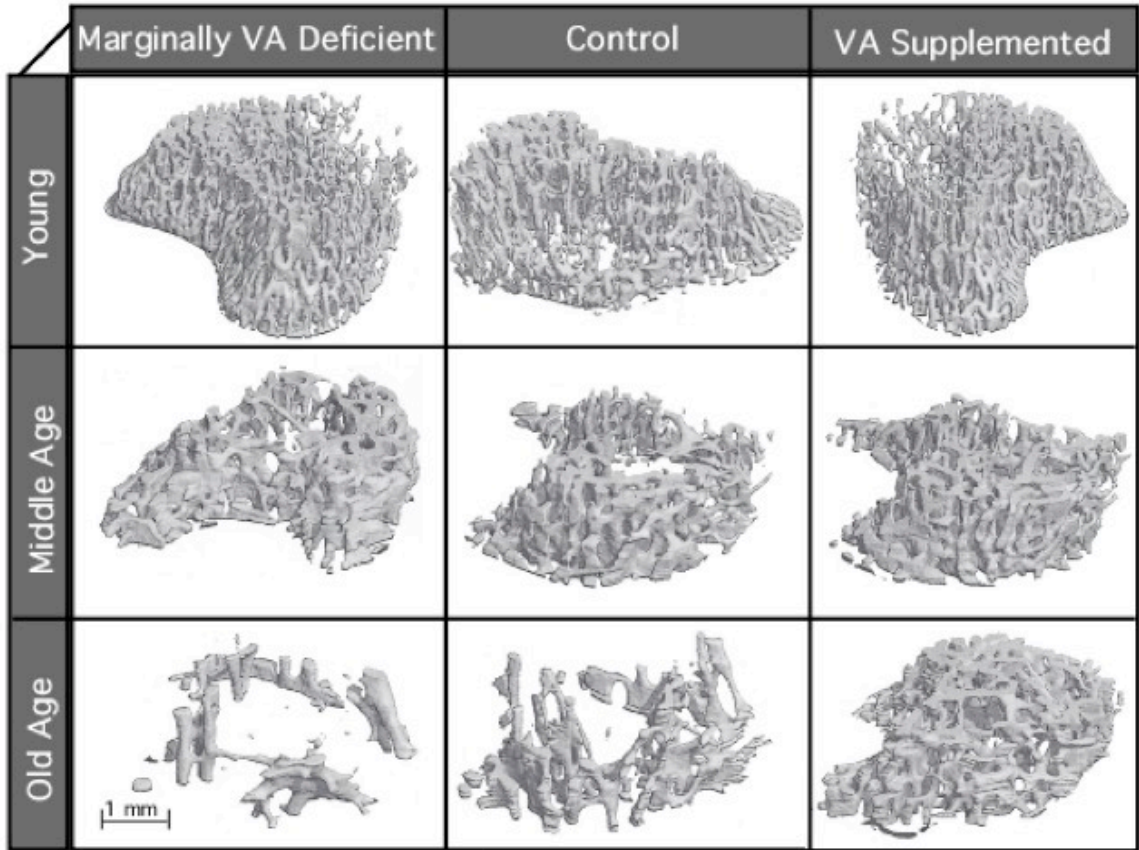 Marginally VA Deficient
Control
VA Supplemented
Young
Middle Age
Old Age
1 mm